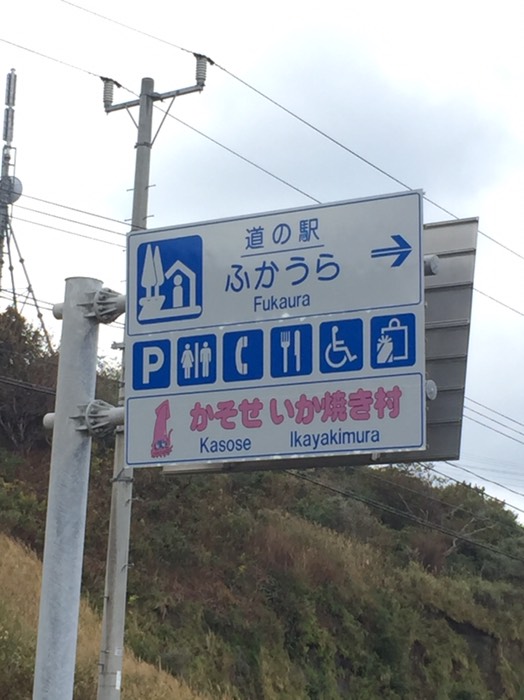 道の駅
ふかうら
Fukaura
P
かそせ いか焼き村
Kasose Ikayakimura